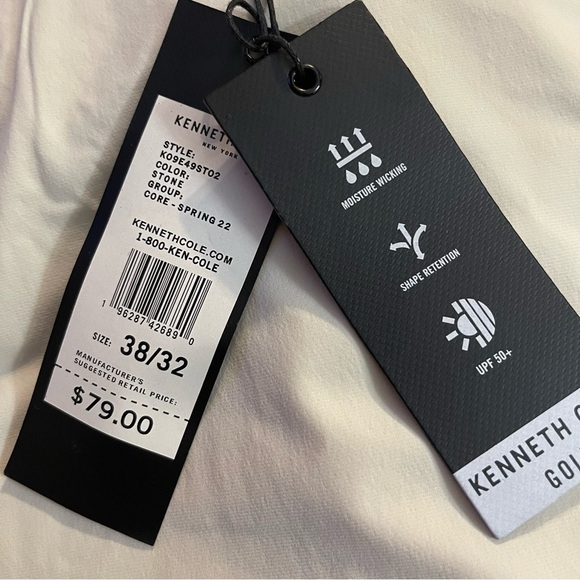 KENNETH
NEW YORK
STYLE:
K09E49ST02
COLOR:
STONE
GROUP:
CORE - SPRING 22
KENNETHCOLE.COM
1-800-KEN-COLE
1 96287 42689 0
SIZE: 38/32
MANUFACTURER'S
SUGGESTED RETAIL PRICE:
$79.00
MOISTURE WICKING
SHAPE RETENTION
UPF 50+
KENNETH
GOL